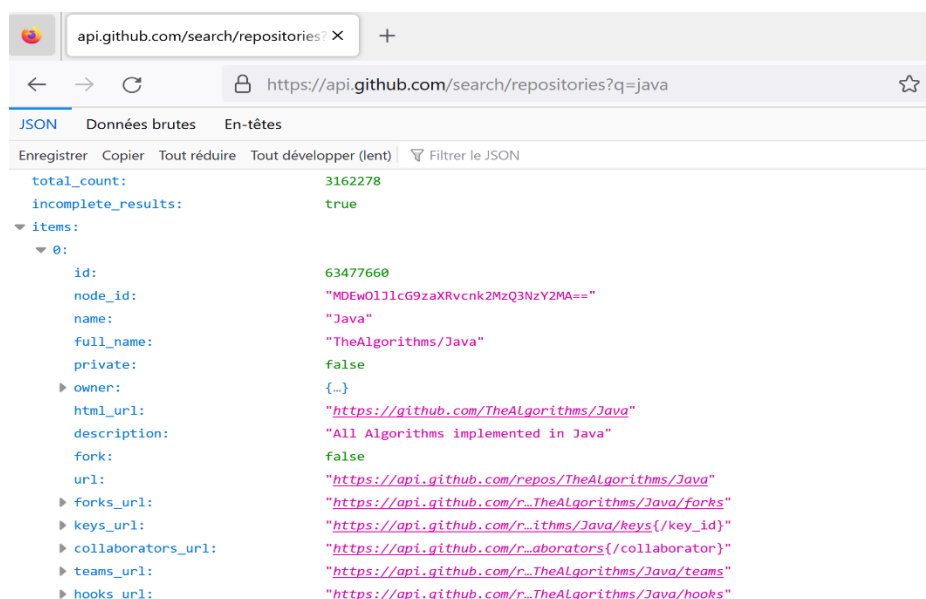 api.github.com/search/repositories?
https://api.github.com/search/repositories?q=java
JSON Données brutes En-têtes
Enregistrer Copier Tout réduire Tout développer (lent) Filtrer le JSON
total_count: 3162278
incomplete_results: true
items:
0:
id: 63477660
node_id: "MDEwOlJlcG9zaXRvcnk2MzQ3NzY2MA=="
name: "Java"
full_name: "TheAlgorithms/Java"
private: false
owner: {…}
html_url: "https://github.com/TheAlgorithms/Java"
description: "All Algorithms implemented in Java"
fork: false
url: "https://api.github.com/repos/TheAlgorithms/Java"
forks_url: "https://api.github.com/r…TheAlgorithms/Java/forks"
keys_url: "https://api.github.com/r…ithms/Java/keys{/key_id}"
collaborators_url: "https://api.github.com/r…aborators{/collaborator}"
teams_url: "https://api.github.com/r…TheAlgorithms/Java/teams"
hooks_url: "https://api.github.com/r…TheAlgorithms/Java/hooks"